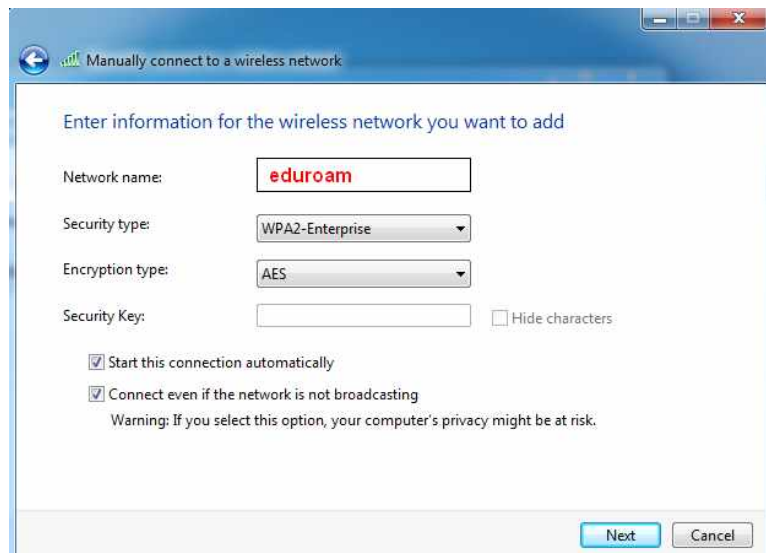 Manually connect to a wireless network
Enter information for the wireless network you want to add
Network name: eduroam
Security type: WPA2-Enterprise
Encryption type: AES
Security Key: Hide characters
Start this connection automatically
Connect even if the network is not broadcasting
Warning: If you select this option, your computer's privacy might be at risk.
Next Cancel